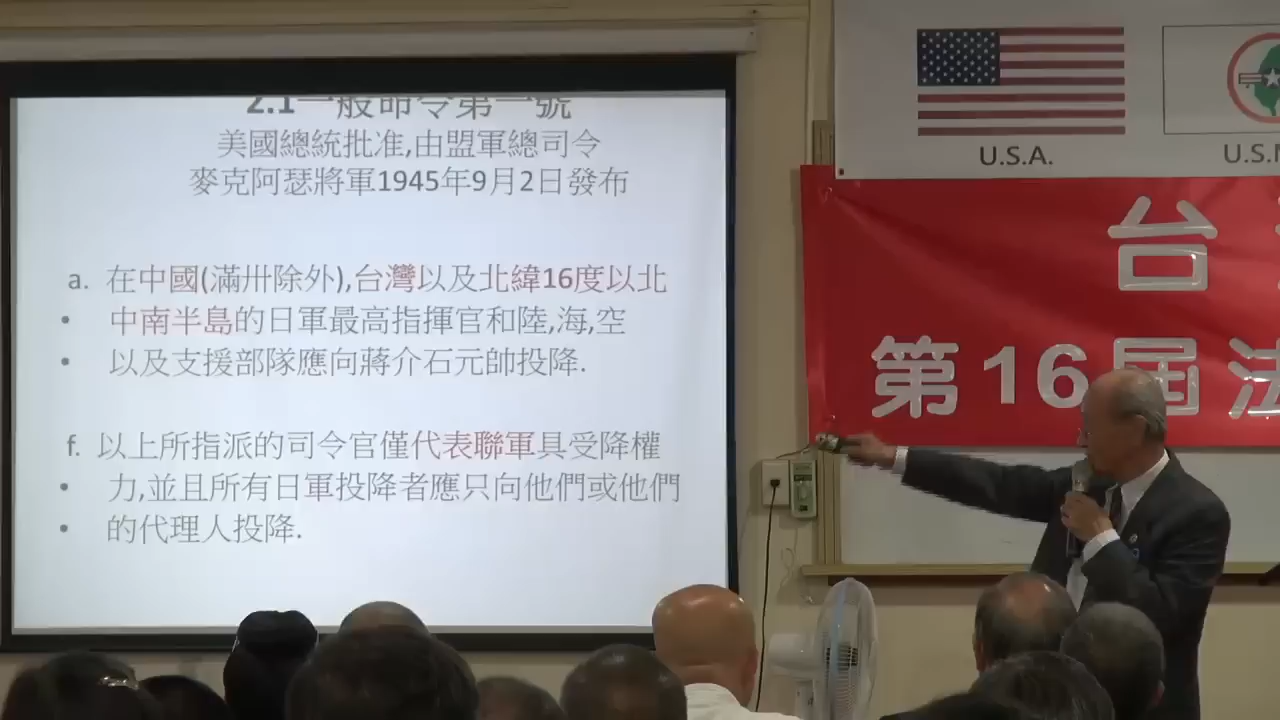 2.1一般命令第一號
美國總統批准,由盟軍總司令
麥克阿瑟將軍1945年9月2日發布
a. 在中國(滿卅除外),台灣以及北緯16度以北
• 中南半島的日軍最高指揮官和陸,海,空
• 以及支援部隊應向蔣介石元帥投降.
f. 以上所指派的司令官僅代表聯軍具受降權
• 力,並且所有日軍投降者應只向他們或他們
• 的代理人投降.
U.S.A.
U.S.
台
第16屆法